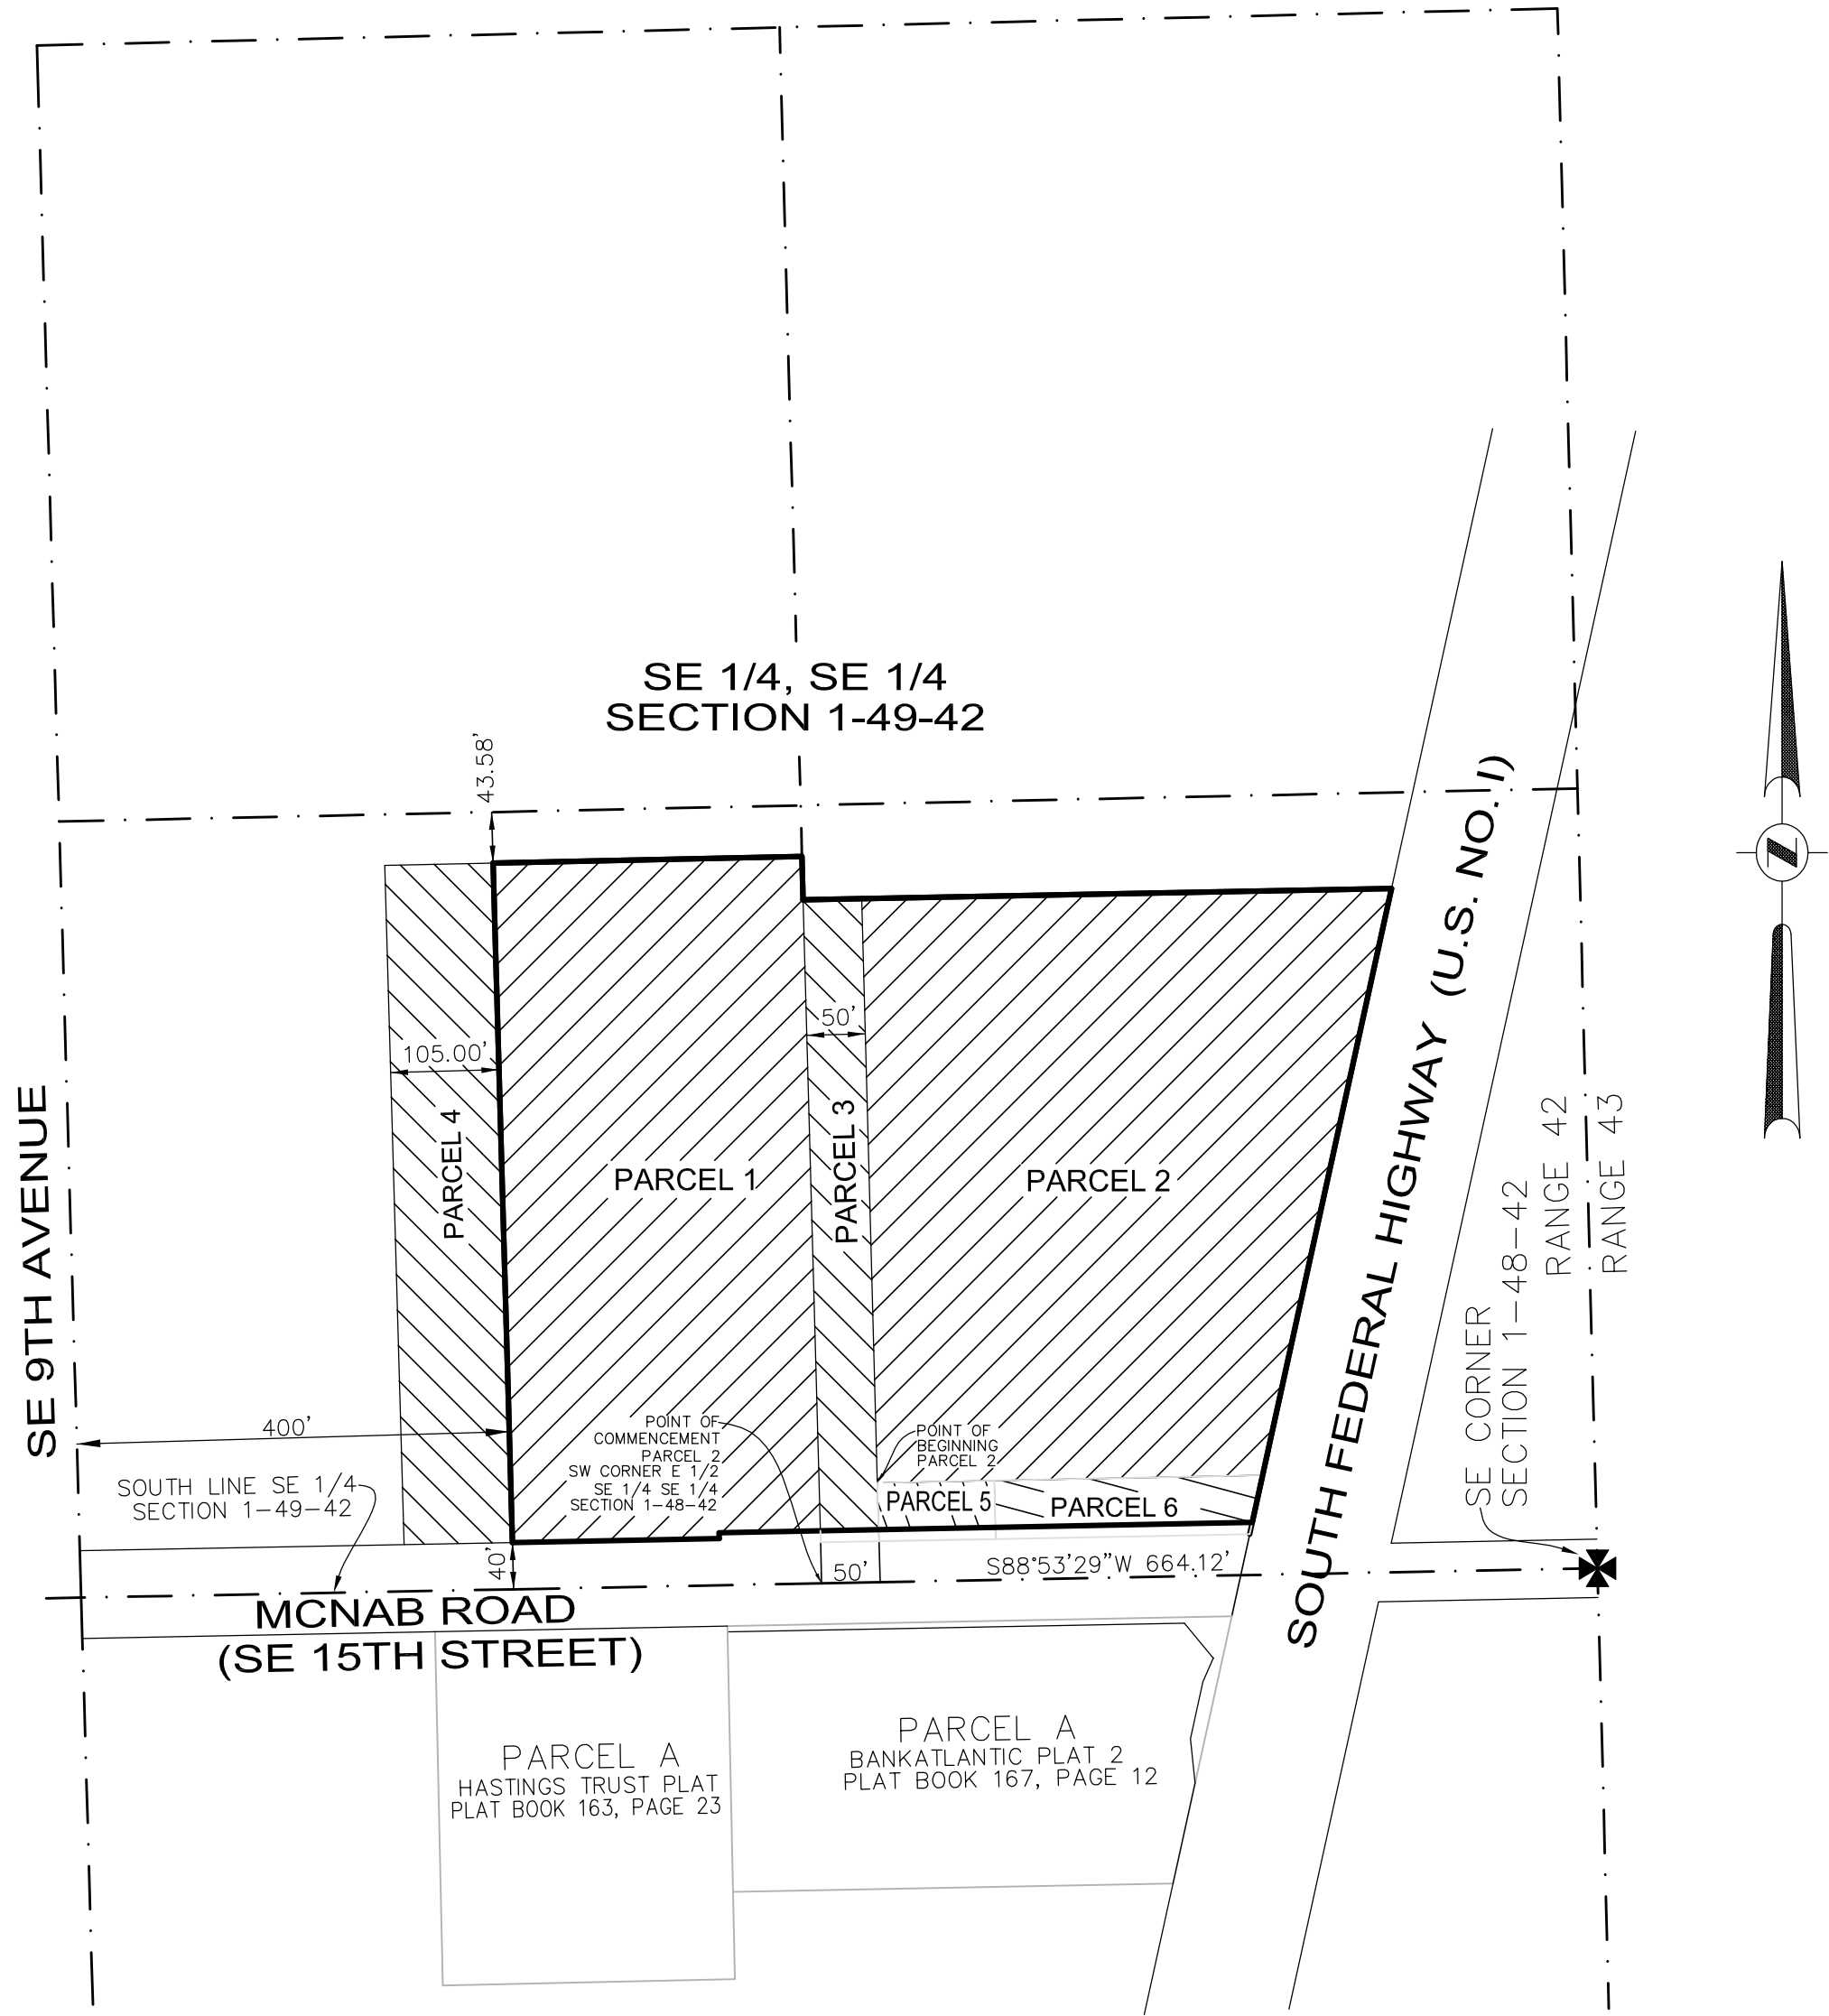 SE 1/4, SE 1/4
SECTION 1-49-42
43.58'
SOUTH FEDERAL HIGHWAY (U.S. NO. 1)
Z
50'
105.00'
PARCEL 4
PARCEL 3
PARCEL 1
PARCEL 2
SE 9TH AVENUE
RANGE 42
RANGE 43
SE CORNER
SECTION 1-48-42
400'
POINT OF
COMMENCEMENT
PARCEL 2
SW CORNER E 1/2
SE 1/4 SE 1/4
SECTION 1-48-42
POINT OF
BEGINNING
PARCEL 2
SOUTH LINE SE 1/4
SECTION 1-49-42
PARCEL 5
PARCEL 6
40'
50'
S88°53'29"W 664.12'
MCNAB ROAD
(SE 15TH STREET)
PARCEL A
HASTINGS TRUST PLAT
PLAT BOOK 163, PAGE 23
PARCEL A
BANKATLANTIC PLAT 2
PLAT BOOK 167, PAGE 12